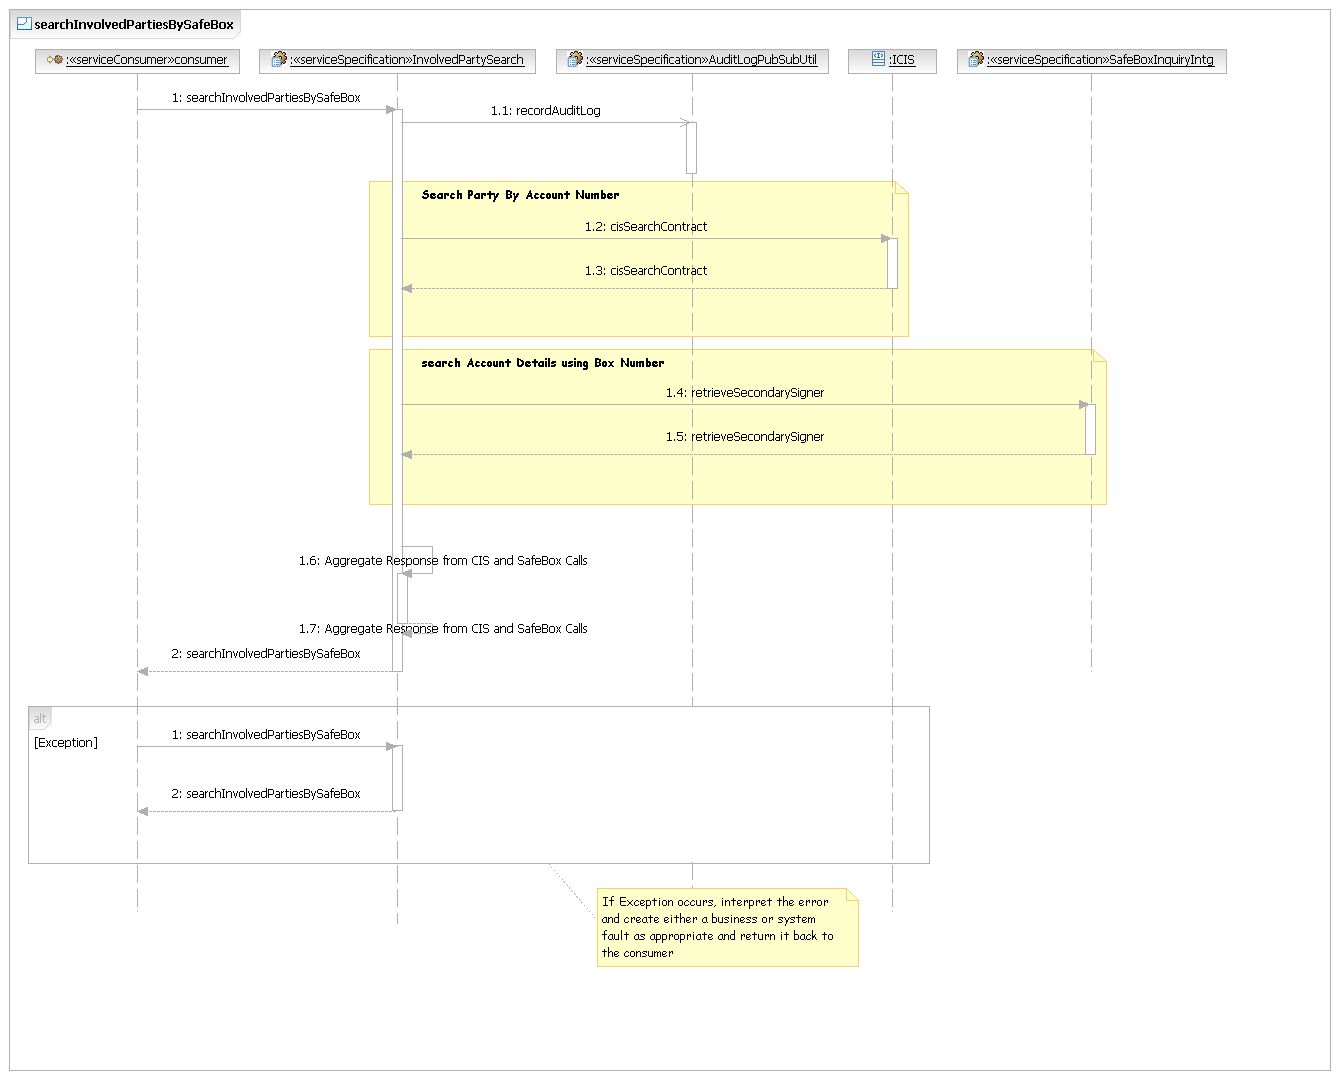 searchInvolvedPartiesBySafeBox
:«serviceConsumer»consumer
:«serviceSpecification»InvolvedPartySearch
:«serviceSpecification»AuditLogPubSubUtil
:ICIS
:«serviceSpecification»SafeBoxInquiryIntg
1: searchInvolvedPartiesBySafeBox
1.1: recordAuditLog
Search Party By Account Number
1.2: cisSearchContract
1.3: cisSearchContract
search Account Details using Box Number
1.4: retrieveSecondarySigner
1.5: retrieveSecondarySigner
1.6: Aggregate Response from CIS and SafeBox Calls
1.7: Aggregate Response from CIS and SafeBox Calls
2: searchInvolvedPartiesBySafeBox
alt
[Exception]
1: searchInvolvedPartiesBySafeBox
2: searchInvolvedPartiesBySafeBox
If Exception occurs, interpret the error
and create either a business or system
fault as appropriate and return it back to
the consumer